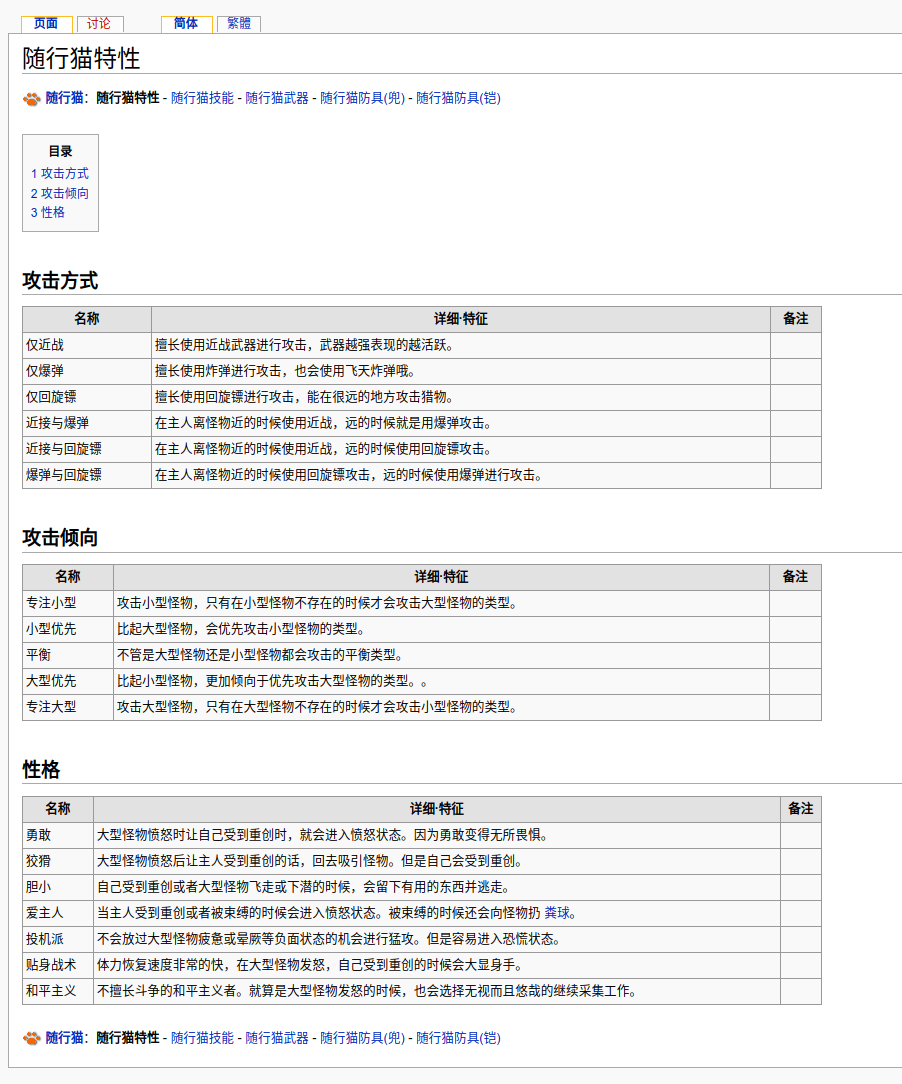 页面 讨论 简体 繁體
随行猫特性
随行猫：随行猫特性 - 随行猫技能 - 随行猫武器 - 随行猫防具(兜) - 随行猫防具(铠)
目录
1 攻击方式
2 攻击倾向
3 性格
攻击方式
名称 详细·特征 备注
仅近战 擅长使用近战武器进行攻击，武器越强表现的越活跃。
仅爆弹 擅长使用炸弹进行攻击，也会使用飞天炸弹哦。
仅回旋镖 擅长使用回旋镖进行攻击，能在很远的地方攻击猎物。
近接与爆弹 在主人离怪物近的时候使用近战，远的时候就是用爆弹攻击。
近接与回旋镖 在主人离怪物近的时候使用近战，远的时候使用回旋镖攻击。
爆弹与回旋镖 在主人离怪物近的时候使用回旋镖攻击，远的时候使用爆弹进行攻击。
攻击倾向
名称 详细·特征 备注
专注小型 攻击小型怪物，只有在小型怪物不存在的时候才会攻击大型怪物的类型。
小型优先 比起大型怪物，会优先攻击小型怪物的类型。
平衡 不管是大型怪物还是小型怪物都会攻击的平衡类型。
大型优先 比起小型怪物，更加倾向于优先攻击大型怪物的类型。。
专注大型 攻击大型怪物，只有在大型怪物不存在的时候才会攻击小型怪物的类型。
性格
名称 详细·特征 备注
勇敢 大型怪物愤怒时让自己受到重创时，就会进入愤怒状态。因为勇敢变得无所畏惧。
狡猾 大型怪物愤怒后让主人受到重创的话，回去吸引怪物。但是自己会受到重创。
胆小 自己受到重创或者大型怪物飞走或下潜的时候，会留下有用的东西并逃走。
爱主人 当主人受到重创或者被束缚的时候会进入愤怒状态。被束缚的时候还会向怪物扔 粪球。
投机派 不会放过大型怪物疲惫或晕厥等负面状态的机会进行猛攻。但是容易进入恐慌状态。
贴身战术 体力恢复速度非常的快，在大型怪物发怒，自己受到重创的时候会大显身手。
和平主义 不擅长斗争的和平主义者。就算是大型怪物发怒的时候，也会选择无视而且悠哉的继续采集工作。
随行猫：随行猫特性 - 随行猫技能 - 随行猫武器 - 随行猫防具(兜) - 随行猫防具(铠)